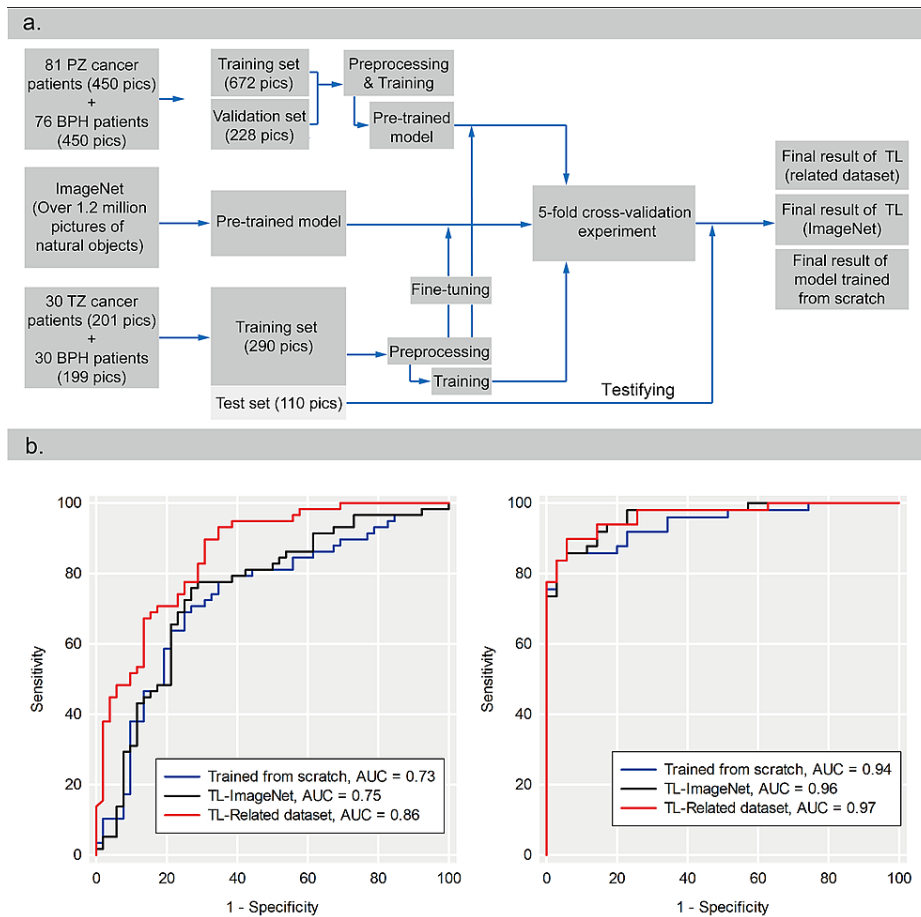 a.
81 PZ cancer
patients (450 pics)
+
76 BPH patients
(450 pics)
Training set
(672 pics)
Validation set
(228 pics)
Preprocessing
& Training
Pre-trained
model
ImageNet
(Over 1.2 million
pictures of
natural objects)
Pre-trained model
5-fold cross-validation
experiment
Final result of TL
(related dataset)
Final result of TL
(ImageNet)
Final result of
model trained
from scratch
Fine-tuning
30 TZ cancer
patients (201 pics)
+
30 BPH patients
(199 pics)
Training set
(290 pics)
Preprocessing
Training
Test set (110 pics)
Testifying
b.
100
80
60
40
20
0
Sensitivity
0 20 40 60 80 100
1 - Specificity
Trained from scratch, AUC = 0.73
TL-ImageNet, AUC = 0.75
TL-Related dataset, AUC = 0.86
100
80
60
40
20
0
Sensitivity
0 20 40 60 80 100
1 - Specificity
Trained from scratch, AUC = 0.94
TL-ImageNet, AUC = 0.96
TL-Related dataset, AUC = 0.97